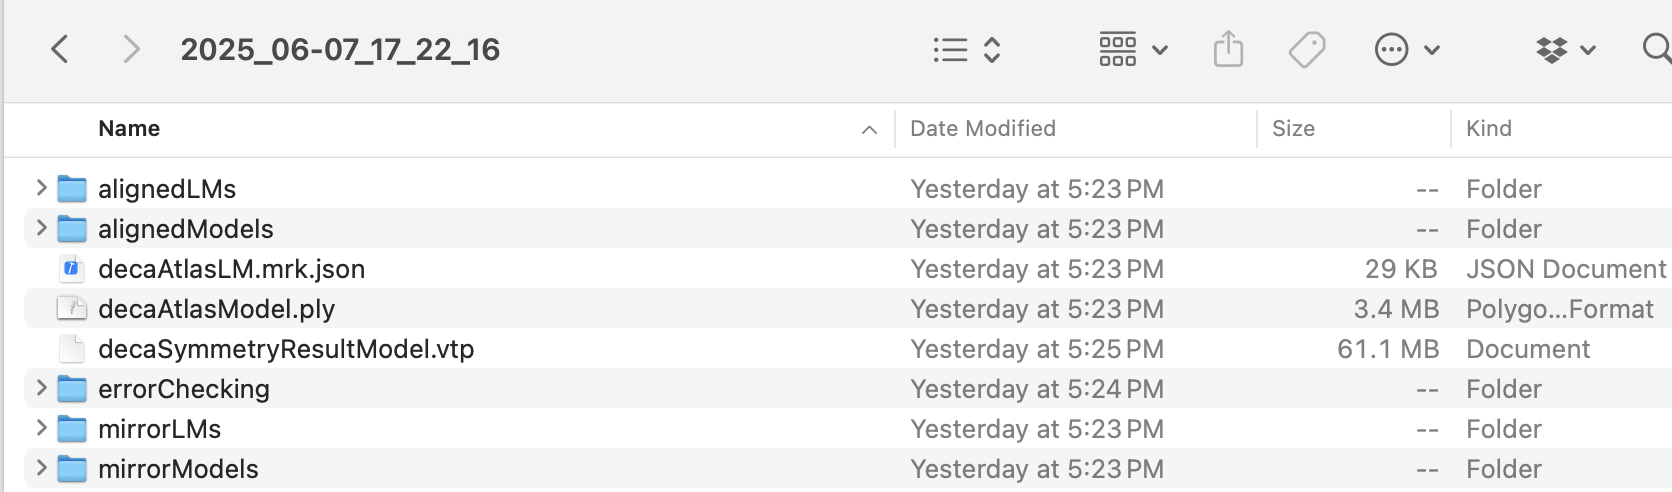 2025_06-07_17_22_16
Name Date Modified Size Kind
alignedLMs Yesterday at 5:23 PM -- Folder
alignedModels Yesterday at 5:23 PM -- Folder
decaAtlasLM.mrk.json Yesterday at 5:23 PM 29 KB JSON Document
decaAtlasModel.ply Yesterday at 5:23 PM 3.4 MB Polygo...Format
decaSymmetryResultModel.vtp Yesterday at 5:25 PM 61.1 MB Document
errorChecking Yesterday at 5:24 PM -- Folder
mirrorLMs Yesterday at 5:23 PM -- Folder
mirrorModels Yesterday at 5:23 PM -- Folder